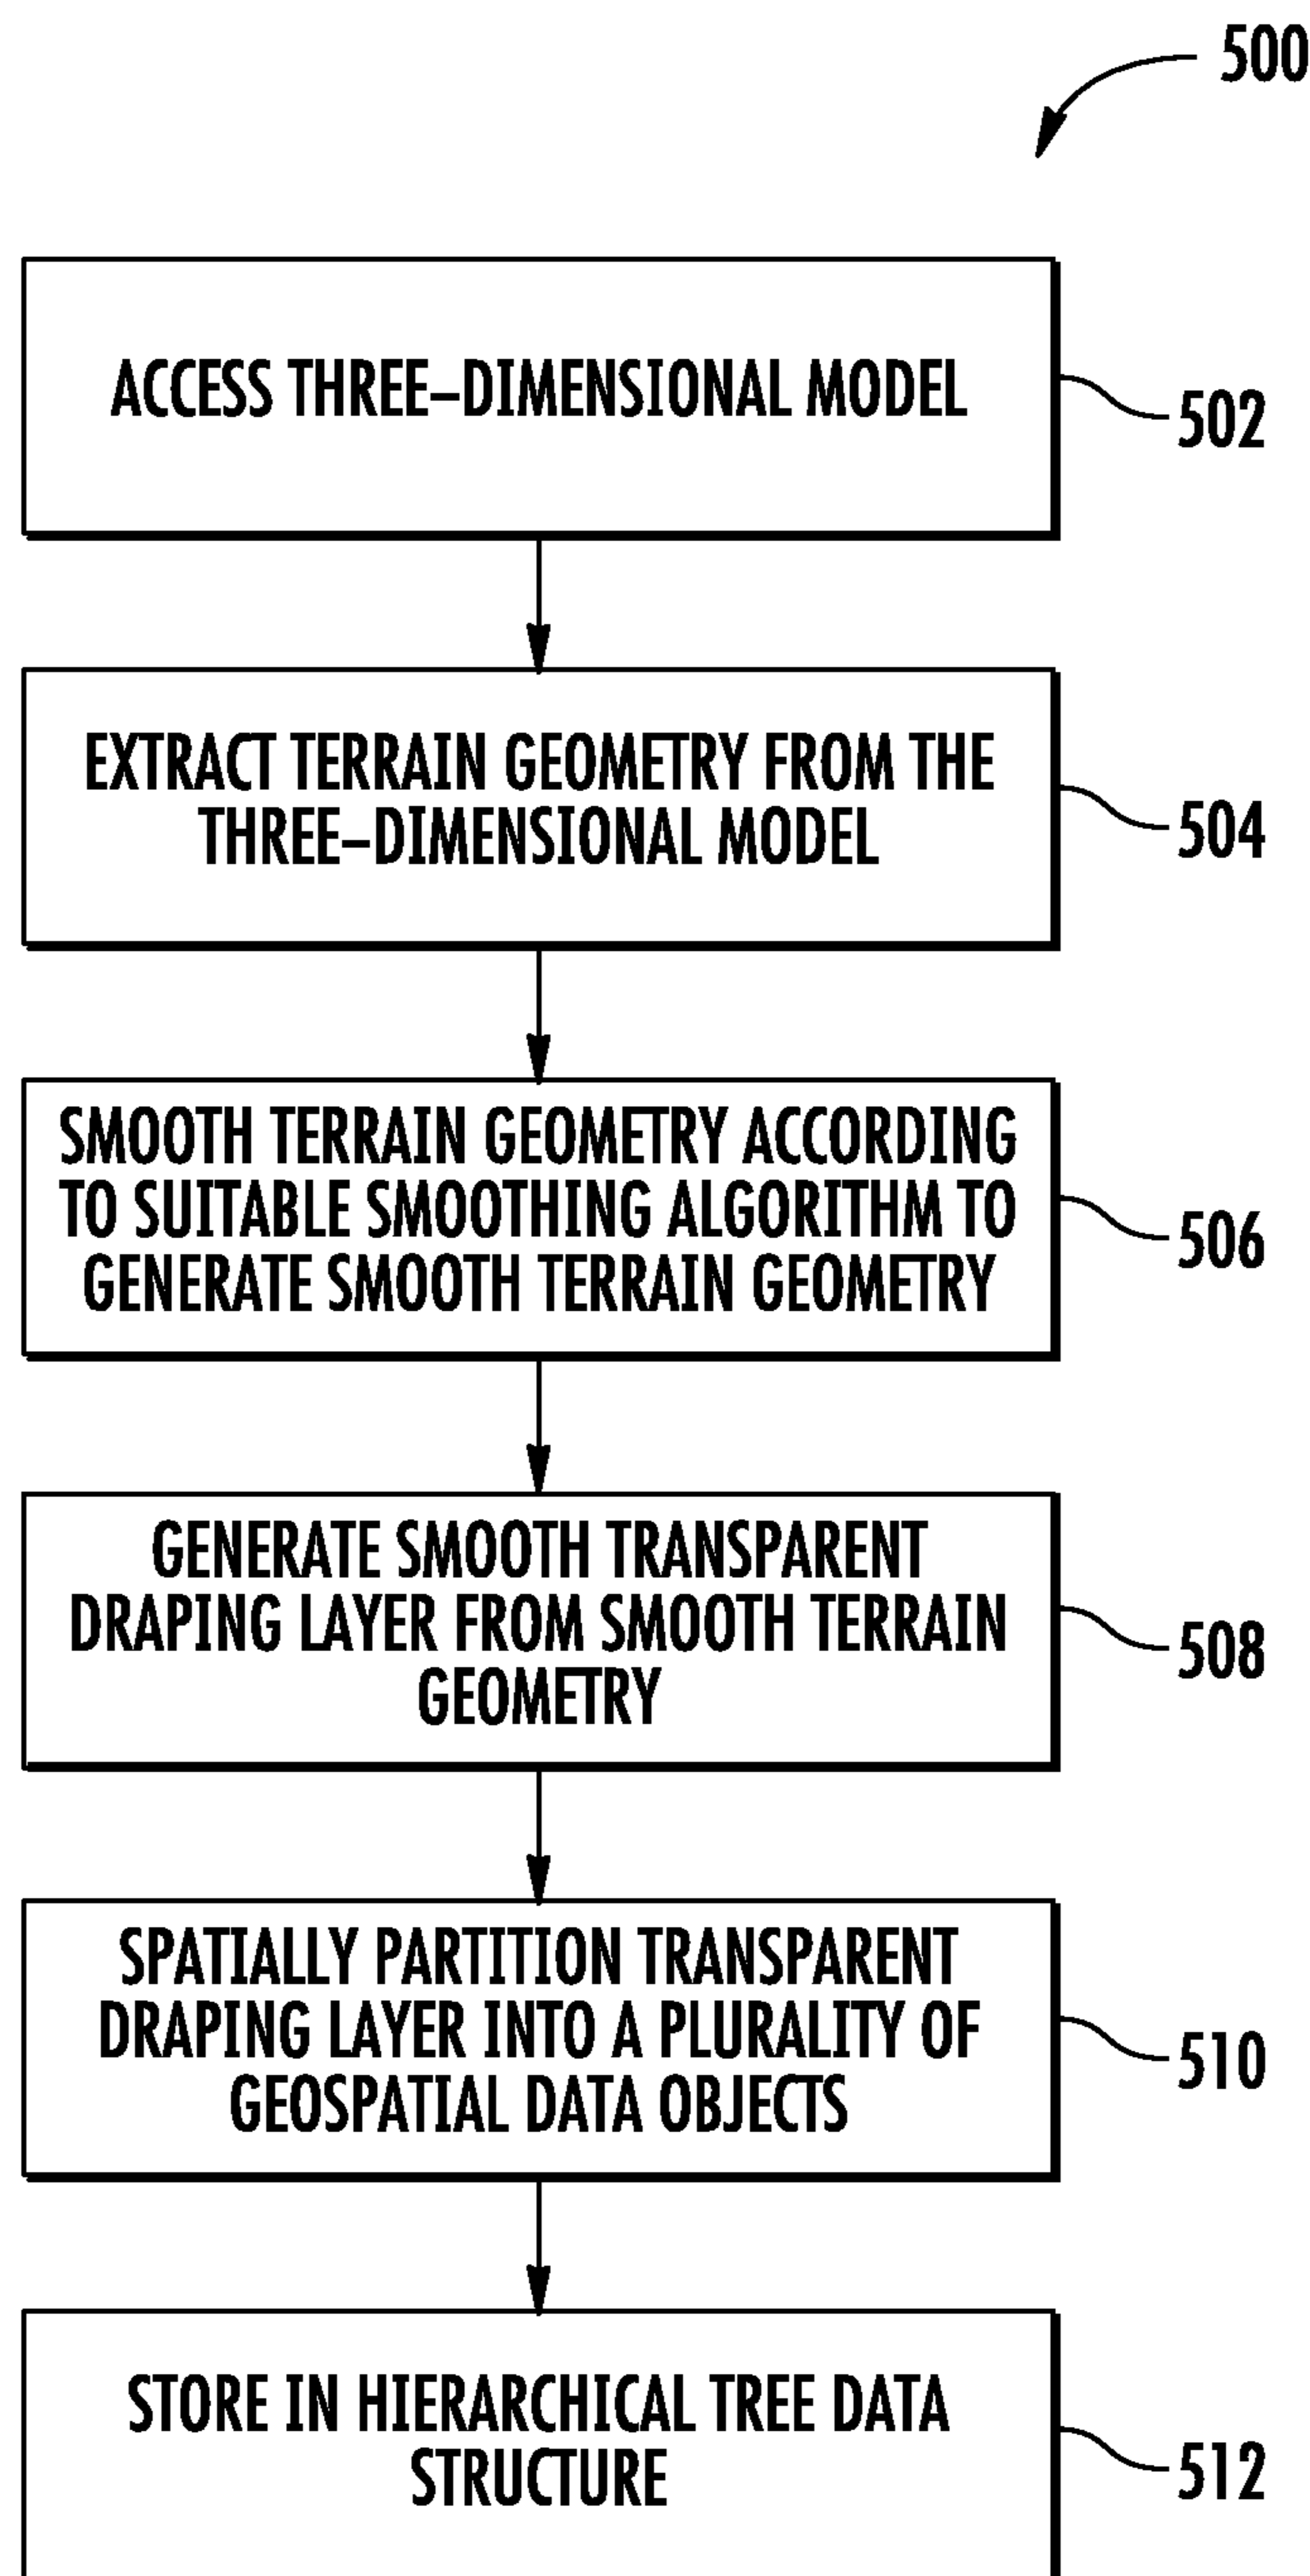 500
ACCESS THREE–DIMENSIONAL MODEL
502
EXTRACT TERRAIN GEOMETRY FROM THE
THREE–DIMENSIONAL MODEL
504
SMOOTH TERRAIN GEOMETRY ACCORDING
TO SUITABLE SMOOTHING ALGORITHM TO
GENERATE SMOOTH TERRAIN GEOMETRY
506
GENERATE SMOOTH TRANSPARENT
DRAPING LAYER FROM SMOOTH TERRAIN
GEOMETRY
508
SPATIALLY PARTITION TRANSPARENT
DRAPING LAYER INTO A PLURALITY OF
GEOSPATIAL DATA OBJECTS
510
STORE IN HIERARCHICAL TREE DATA
STRUCTURE
512